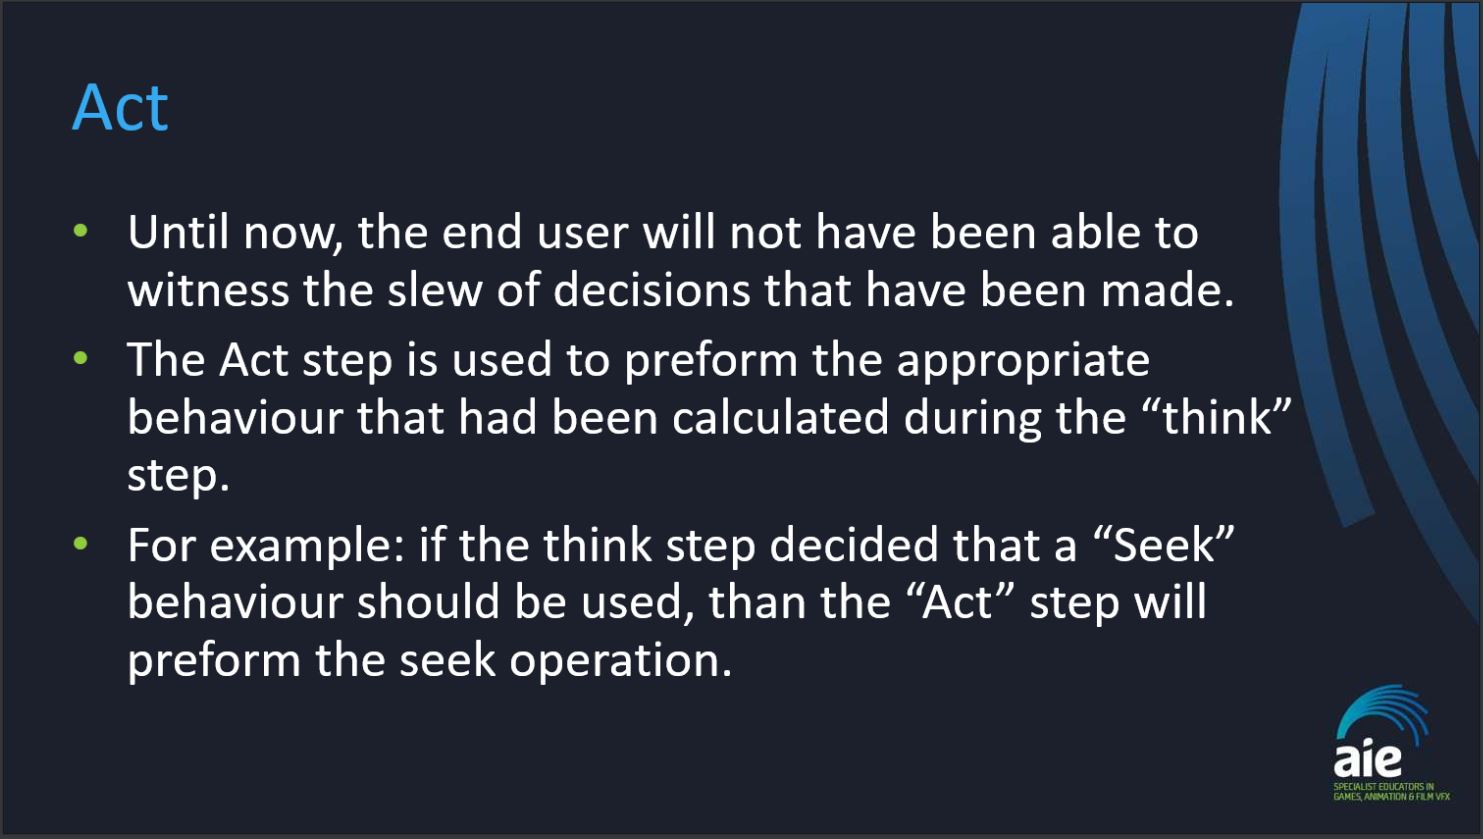 Act
• Until now, the end user will not have been able to
witness the slew of decisions that have been made.
• The Act step is used to preform the appropriate
behaviour that had been calculated during the “think”
step.
• For example: if the think step decided that a “Seek”
behaviour should be used, than the “Act” step will
preform the seek operation.
aie
SPECIALIST EDUCATORS IN
GAMES, ANIMATION & FILM VFX